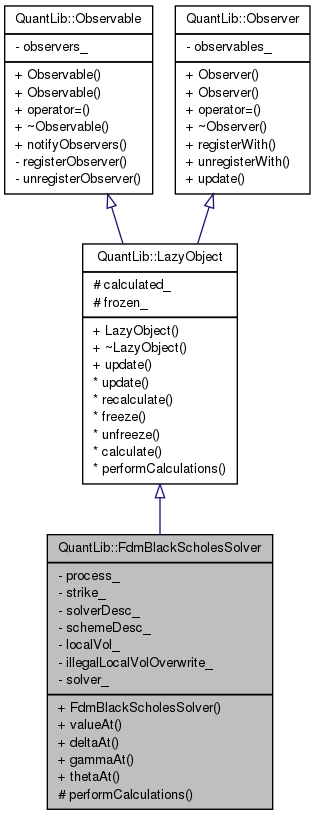 QuantLib::Observable
- observers_
+ Observable()
+ Observable()
+ operator=()
+ ~Observable()
+ notifyObservers()
- registerObserver()
- unregisterObserver()
QuantLib::Observer
- observables_
+ Observer()
+ Observer()
+ operator=()
+ ~Observer()
+ registerWith()
+ unregisterWith()
+ update()
QuantLib::LazyObject
# calculated_
# frozen_
+ LazyObject()
+ ~LazyObject()
+ update()
* update()
* recalculate()
* freeze()
* unfreeze()
* calculate()
* performCalculations()
QuantLib::FdmBlackScholesSolver
- process_
- strike_
- solverDesc_
- schemeDesc_
- localVol_
- illegalLocalVolOverwrite_
- solver_
+ FdmBlackScholesSolver()
+ valueAt()
+ deltaAt()
+ gammaAt()
+ thetaAt()
# performCalculations()